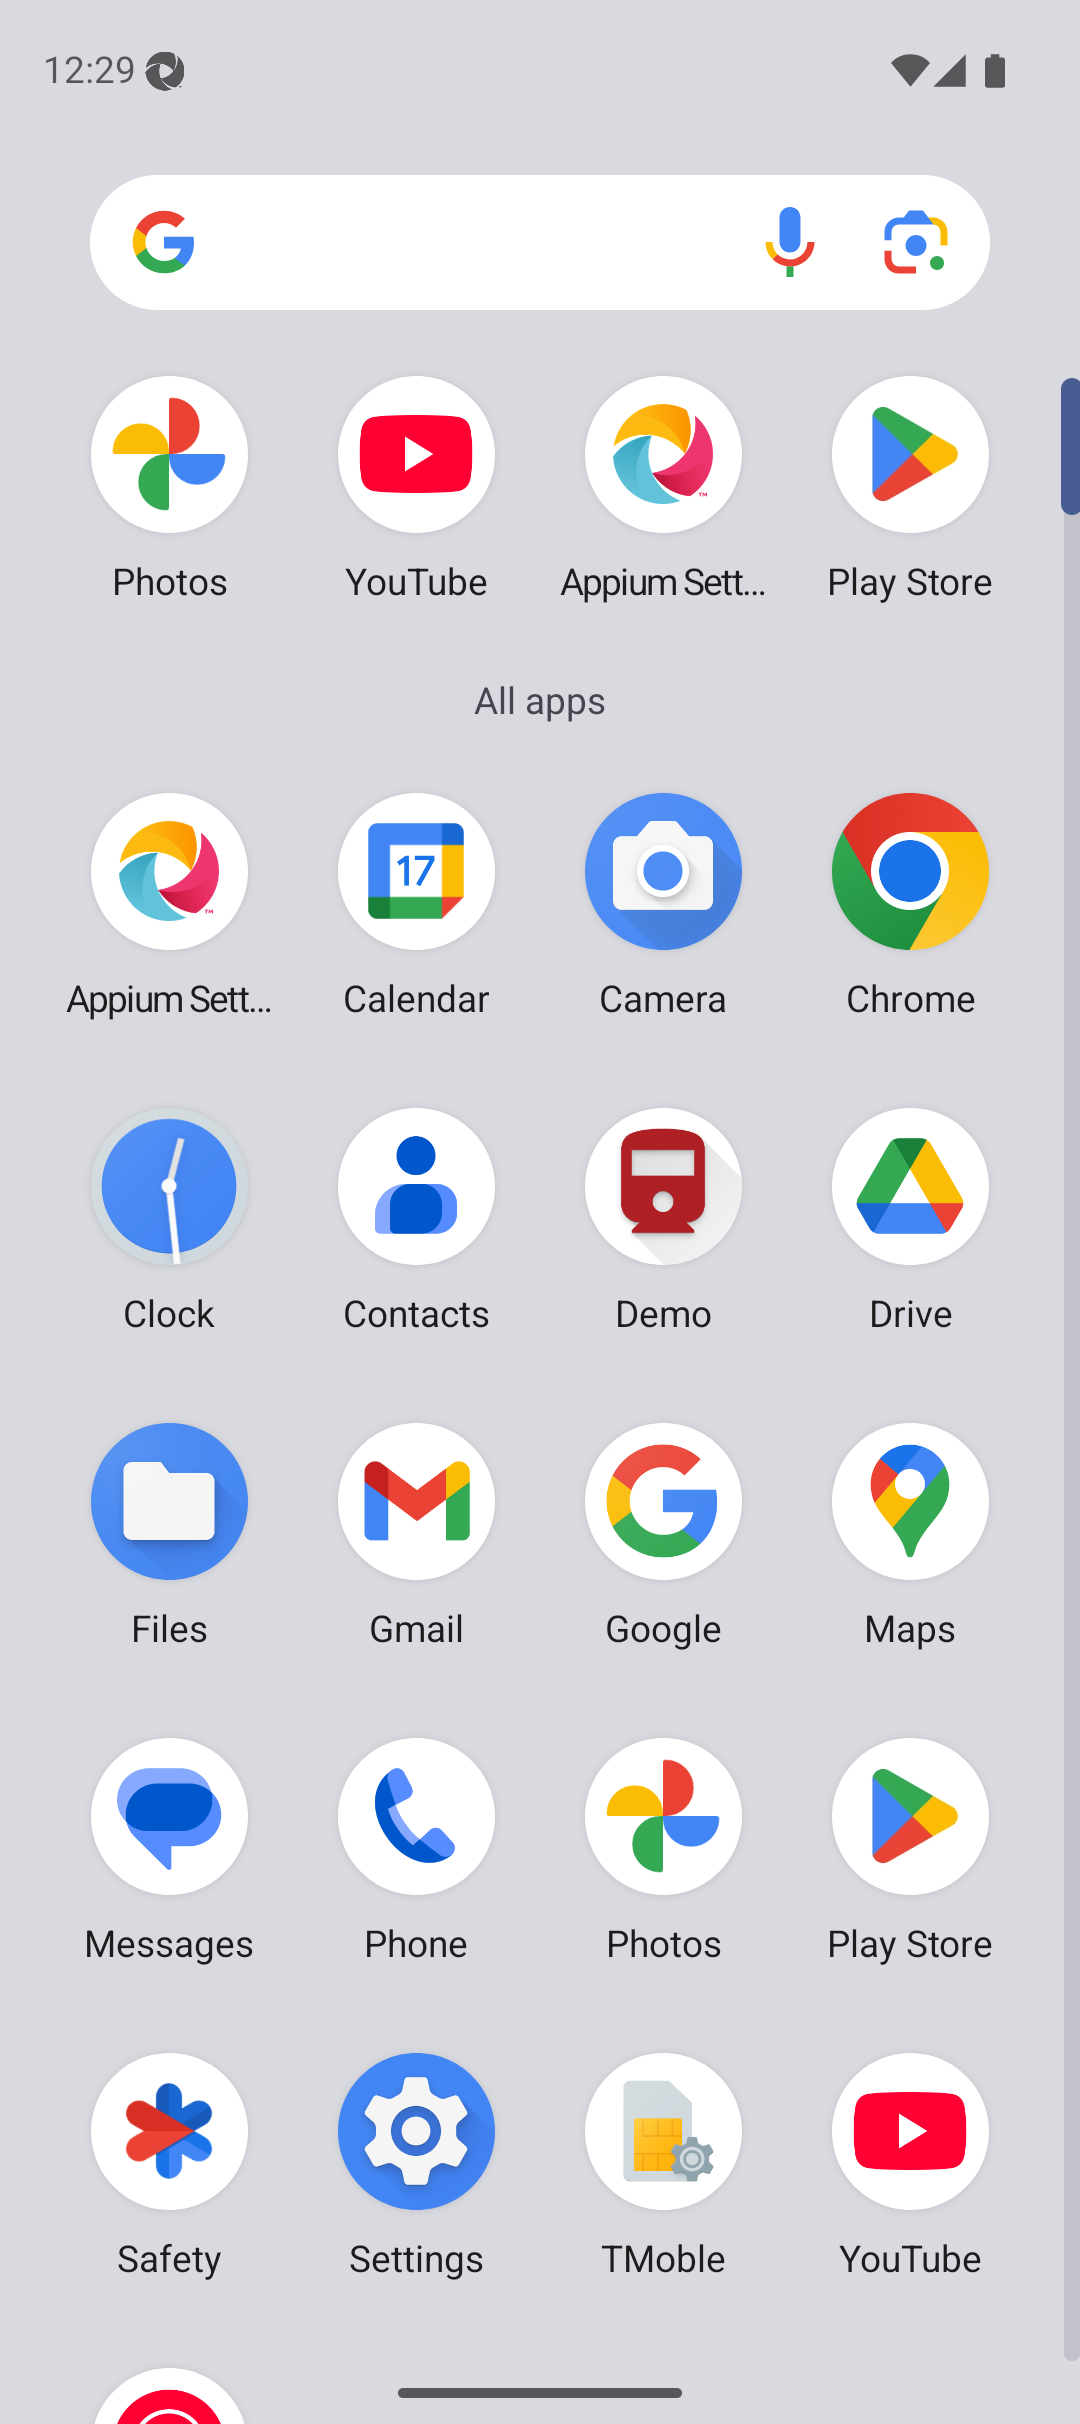 12:29
Photos
YouTube
Appium Sett...
Play Store
All apps
Appium Sett...
Calendar
Camera
Chrome
17
Clock
Contacts
Demo
Drive
Files
Gmail
Google
Maps
Messages
Phone
Photos
Play Store
Safety
Settings
TMoble
YouTube